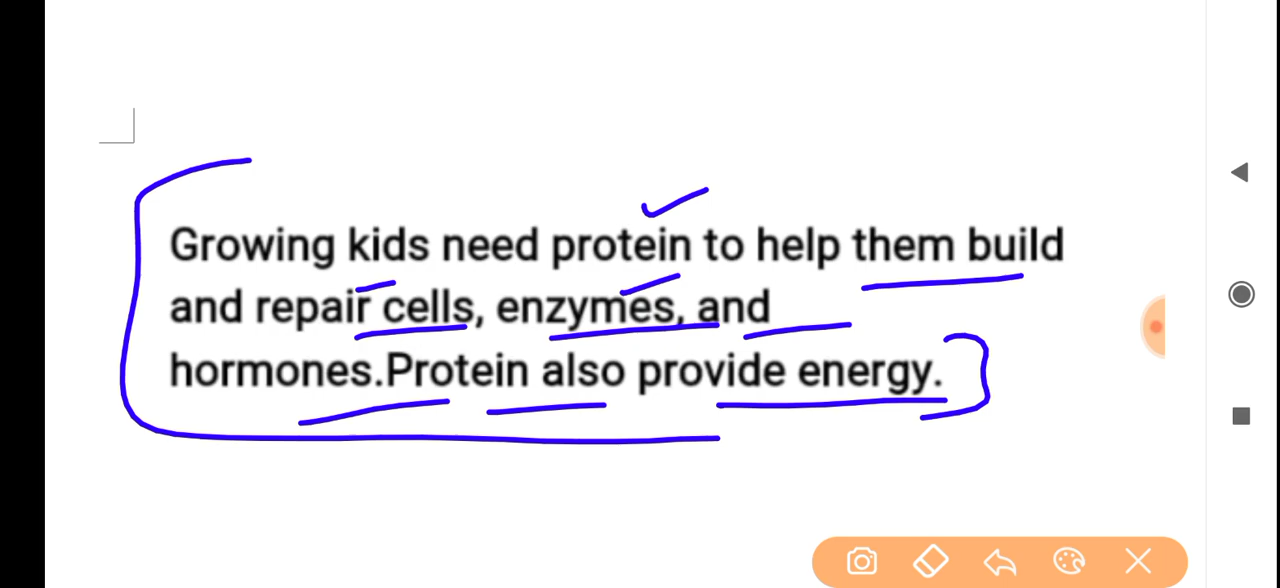 Growing kids need protein to help them build
and repair cells, enzymes, and
hormones.Protein also provide energy.